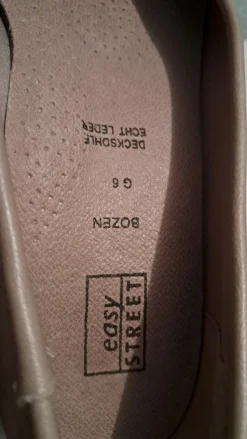 easy
STREET
BOZEN
G 6
DECKSOHLE
ECHT LEDER